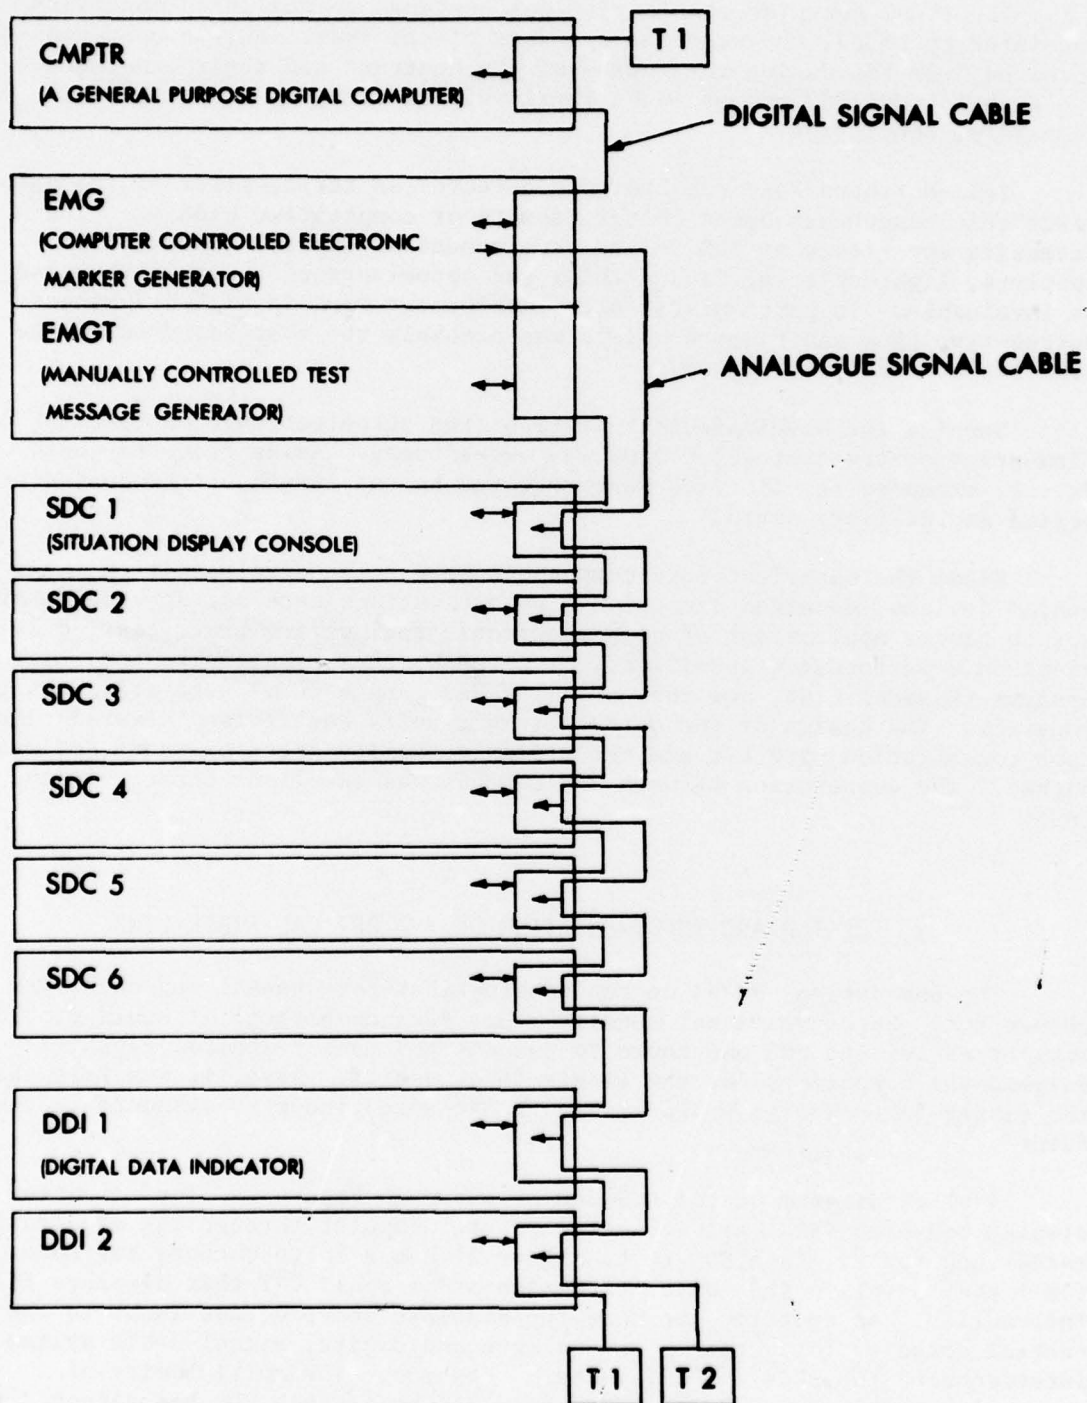 T 1
CMPTR
(A GENERAL PURPOSE DIGITAL COMPUTER)
DIGITAL SIGNAL CABLE
EMG
(COMPUTER CONTROLLED ELECTRONIC
MARKER GENERATOR)
EMGT
(MANUALLY CONTROLLED TEST
MESSAGE GENERATOR)
ANALOGUE SIGNAL CABLE
SDC 1
(SITUATION DISPLAY CONSOLE)
SDC 2
SDC 3
SDC 4
SDC 5
SDC 6
DDI 1
(DIGITAL DATA INDICATOR)
DDI 2
T 1
T 2